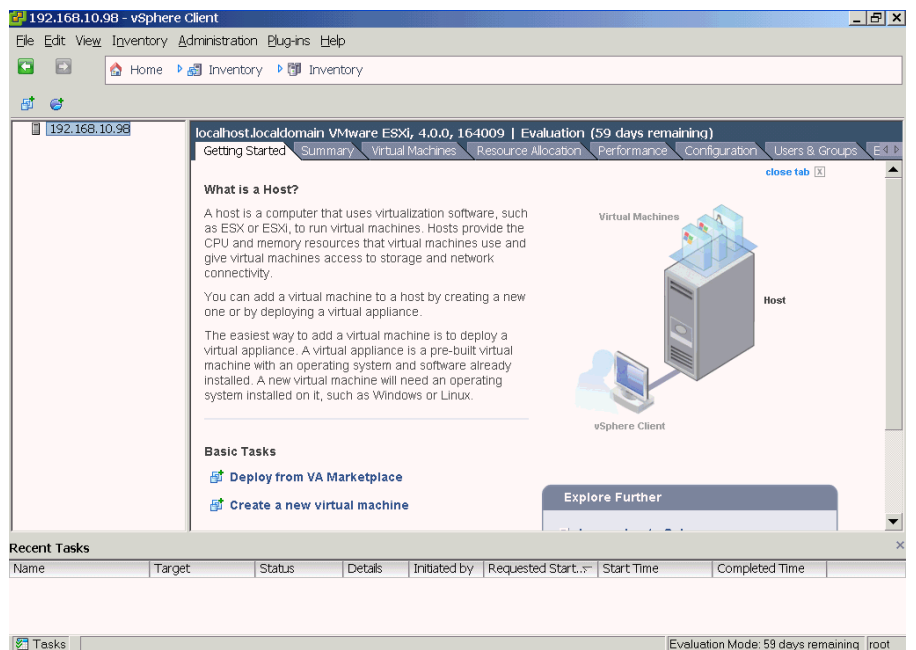 192.168.10.98 - vSphere Client
File Edit View Inventory Administration Plug-ins Help
Home Inventory Inventory
192.168.10.98
localhost.localdomain VMware ESXi, 4.0.0, 164009 | Evaluation (59 days remaining)
Getting Started Summary Virtual Machines Resource Allocation Performance Configuration Users & Groups E
close tab X
What is a Host?
A host is a computer that uses virtualization software, such
as ESX or ESXi, to run virtual machines. Hosts provide the
CPU and memory resources that virtual machines use and
give virtual machines access to storage and network
connectivity.
You can add a virtual machine to a host by creating a new
one or by deploying a virtual appliance.
The easiest way to add a virtual machine is to deploy a
virtual appliance. A virtual appliance is a pre-built virtual
machine with an operating system and software already
installed. A new virtual machine will need an operating
system installed on it, such as Windows or Linux.
Virtual Machines
Host
vSphere Client
Basic Tasks
Deploy from VA Marketplace
Create a new virtual machine
Explore Further
Recent Tasks
Name Target Status Details Initiated by Requested Start... Start Time Completed Time
Tasks Evaluation Mode: 59 days remaining root